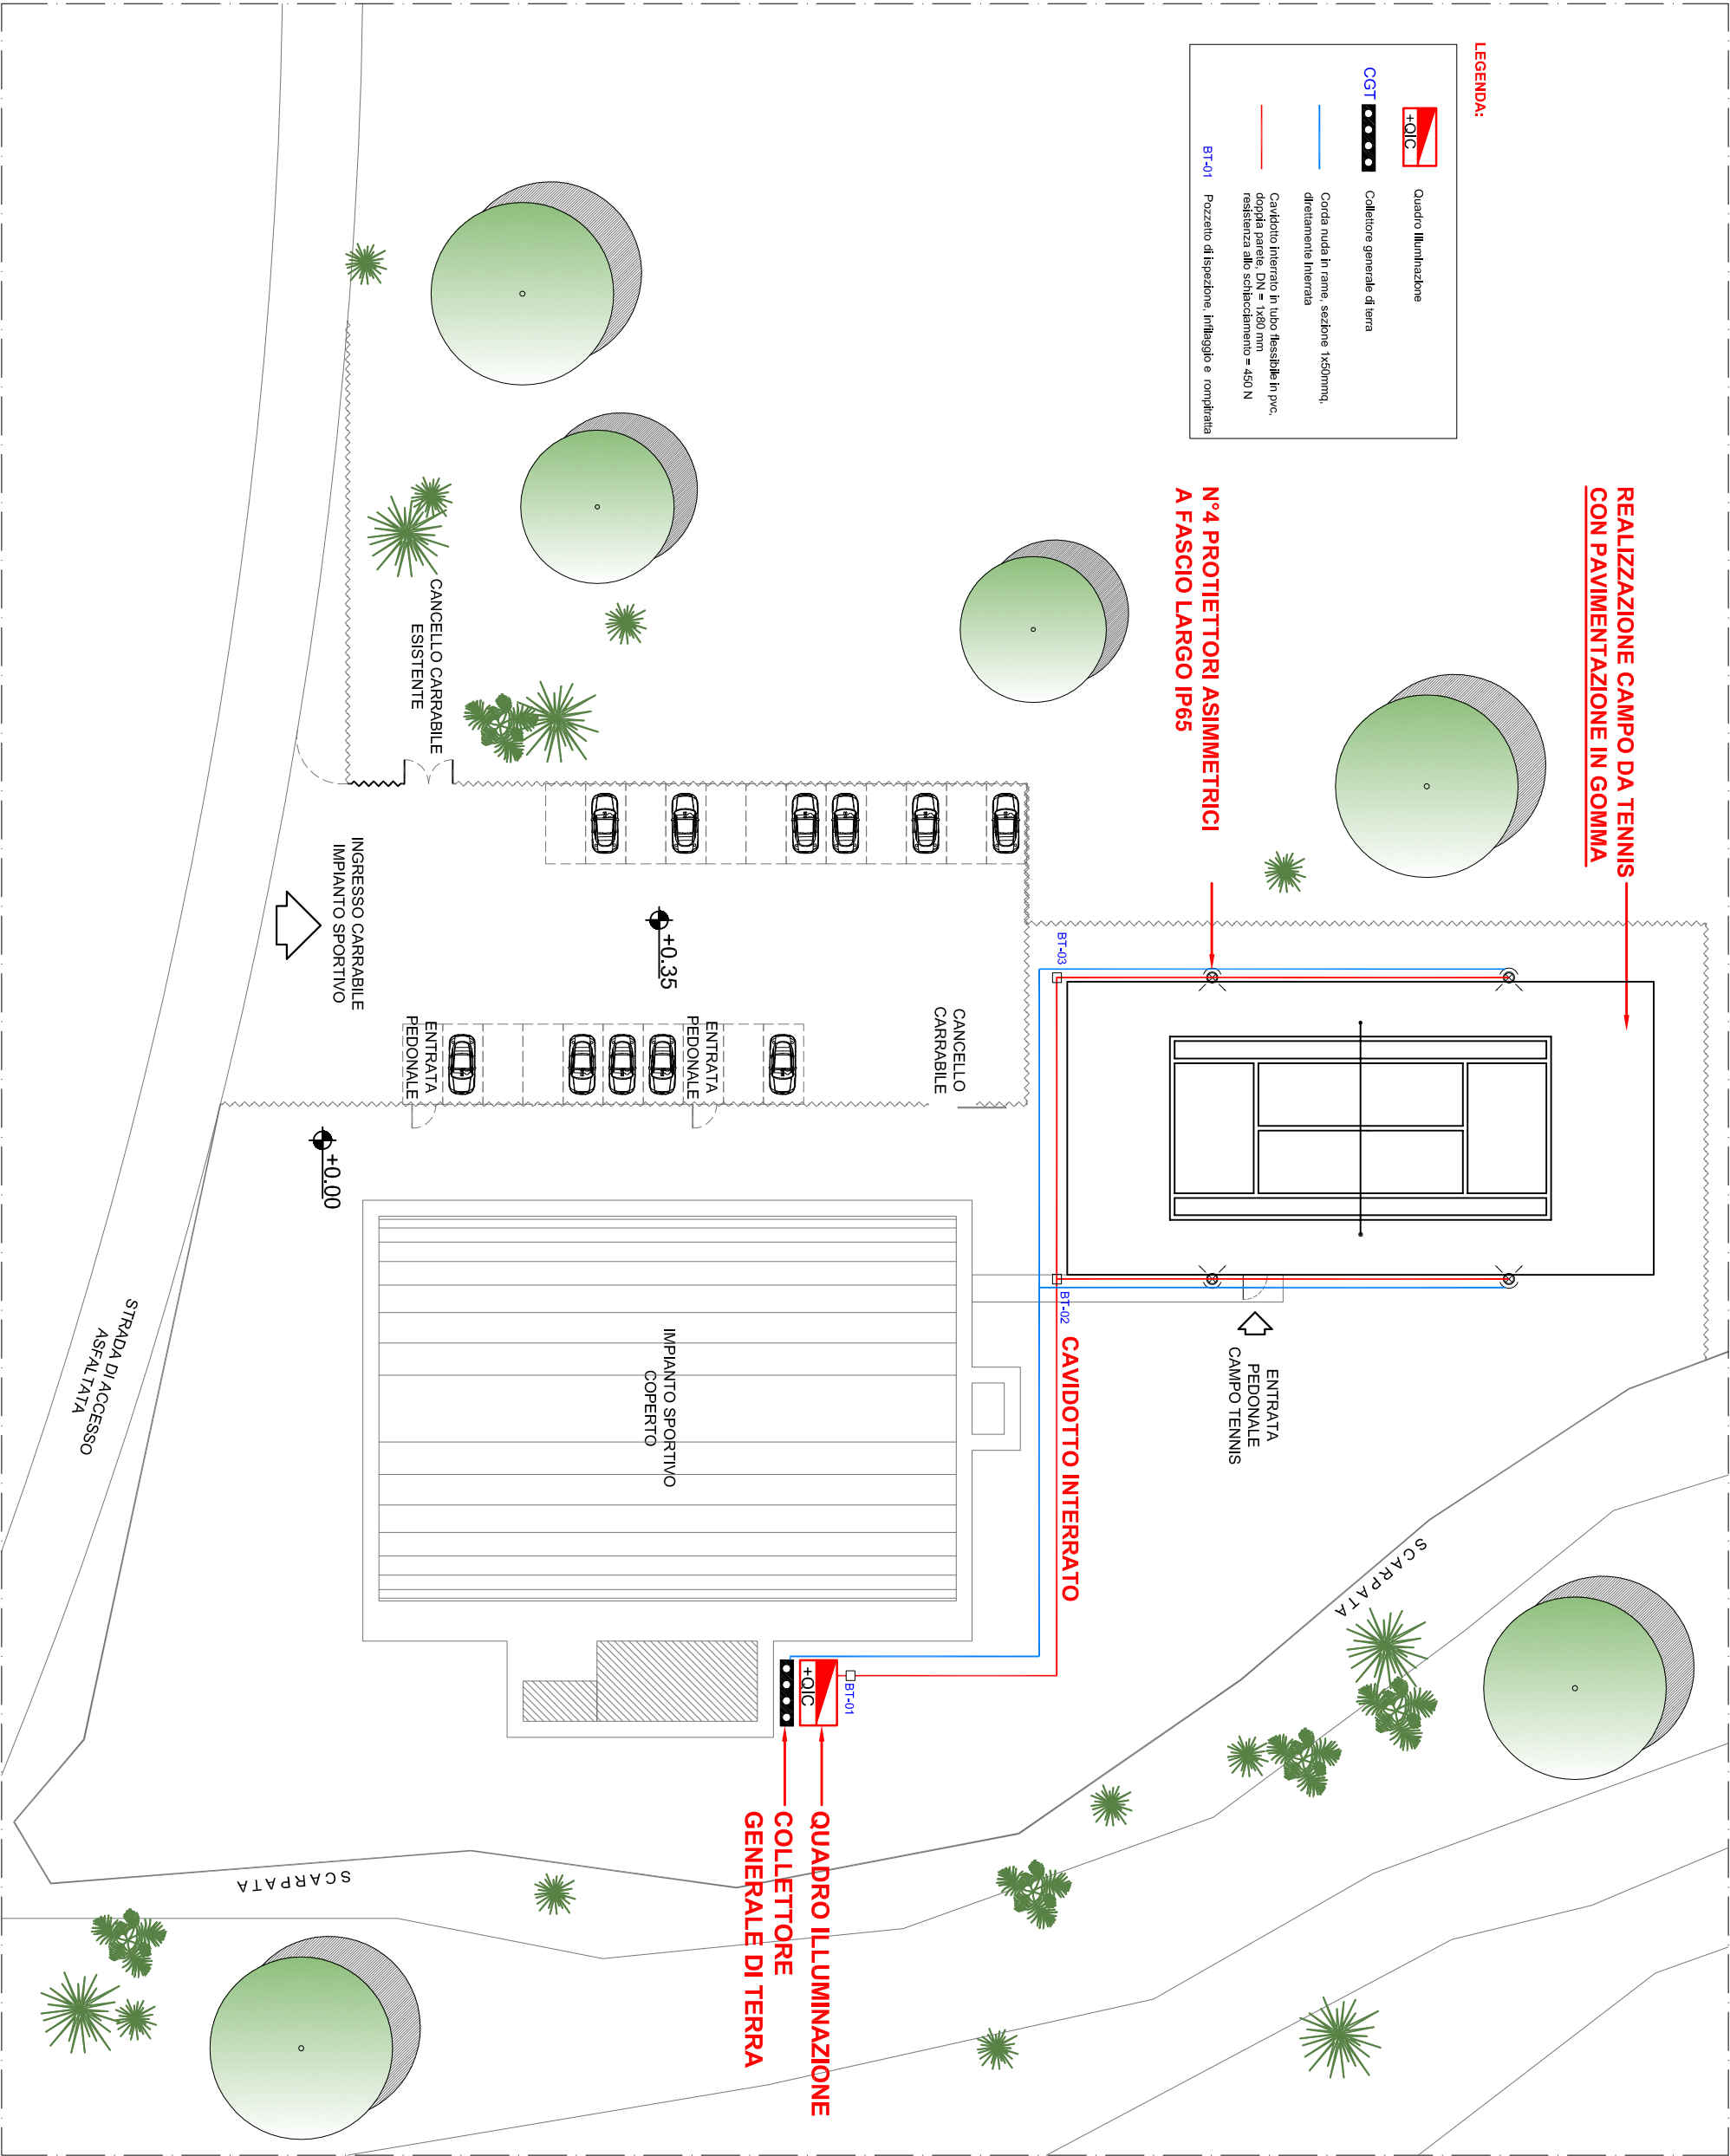 LEGENDA:
+QIC
Quadro Illuminazione
CGT
Collettore generale di terra
Corda nuda in rame, sezione 1x50mmq,
direttamente interrata
Cavidotto interrato in tubo flessibile in pvc,
doppia parete, DN = 1x80 mm
resistenza allo schiacciamento = 450 N
BT-01
Pozzetto di ispezione, infilaggio e rompitratta
REALIZZAZIONE CAMPO DA TENNIS
CON PAVIMENTAZIONE IN GOMMA
N°4 PROTIETTORI ASIMMETRICI
A FASCIO LARGO IP65
CANCELLO CARRABILE
ESISTENTE
INGRESSO CARRABILE
IMPIANTO SPORTIVO
+0.35
BT-03
CANCELLO
CARRABILE
ENTRATA
PEDONALE
ENTRATA
PEDONALE
+0.00
BT-02
CAVIDOTTO INTERRATO
ENTRATA
PEDONALE
CAMPO TENNIS
IMPIANTO SPORTIVO
COPERTO
STRADA DI ACCESSO
ASFALTATA
SCARPATA
BT-01
+QIC
QUADRO ILLUMINAZIONE
COLLETTORE
GENERALE DI TERRA
SCARPATA